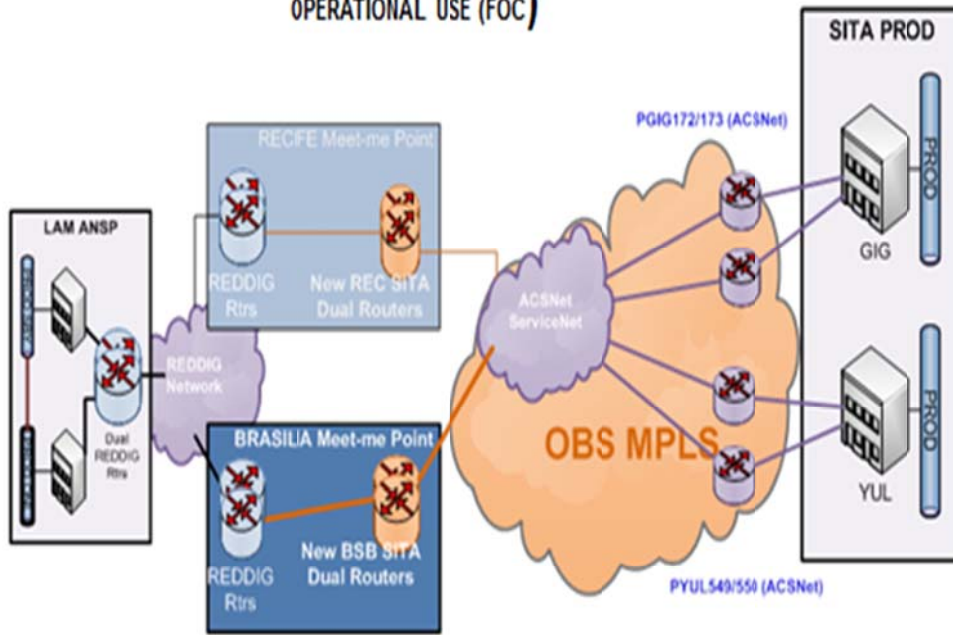 OPERATIONAL USE (FOC)
SITA PROD
PGIG172/173 (ACSNet)
PROD
GIG
RECIFE Meet-me Point
REDDIG
Rtrs
New REC SITA
Dual Routers
LAM ANSP
Dual
REDDIG
Rtrs
REDDIG
Network
ACSNet
ServiceNet
OBS MPLS
BRASILIA Meet-me Point
REDDIG
Rtrs
New BSB SITA
Dual Routers
PROD
YUL
PYUL549/550 (ACSNet)